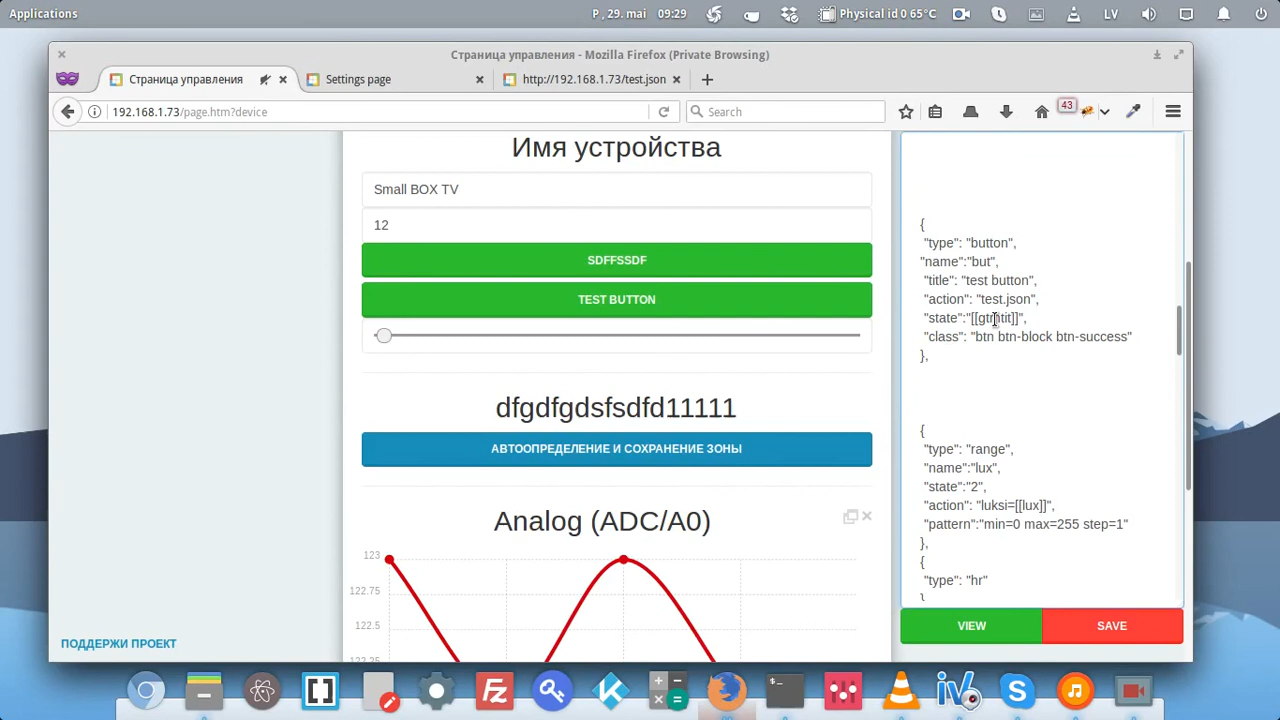 Applications
P , 29. mai 09:29
Physical id 0 65°C
LV
Страница управления - Mozilla Firefox (Private Browsing)
Страница управления
Settings page
http://192.168.1.73/test.json
192.168.1.73/page.htm?device
Search
43
Имя устройства
Small BOX TV
12
SDFFSSDF
TEST BUTTON
dfgdfgdsfsdfd11111
АВТООПРЕДЕЛЕНИЕ И СОХРАНЕНИЕ ЗОНЫ
Analog (ADC/A0)
123
122.75
122.5
122.25
ПОДДЕРЖИ ПРОЕКТ
{
"type": "button",
"name":"but",
"title": "test button",
"action": "test.json",
"class": "btn btn-block btn-success"
},
{
"type": "range",
"name":"lux",
"state":"2",
"action": "luksi=[[lux]]",
"pattern":"min=0 max=255 step=1"
},
{
"type": "hr"
VIEW
SAVE